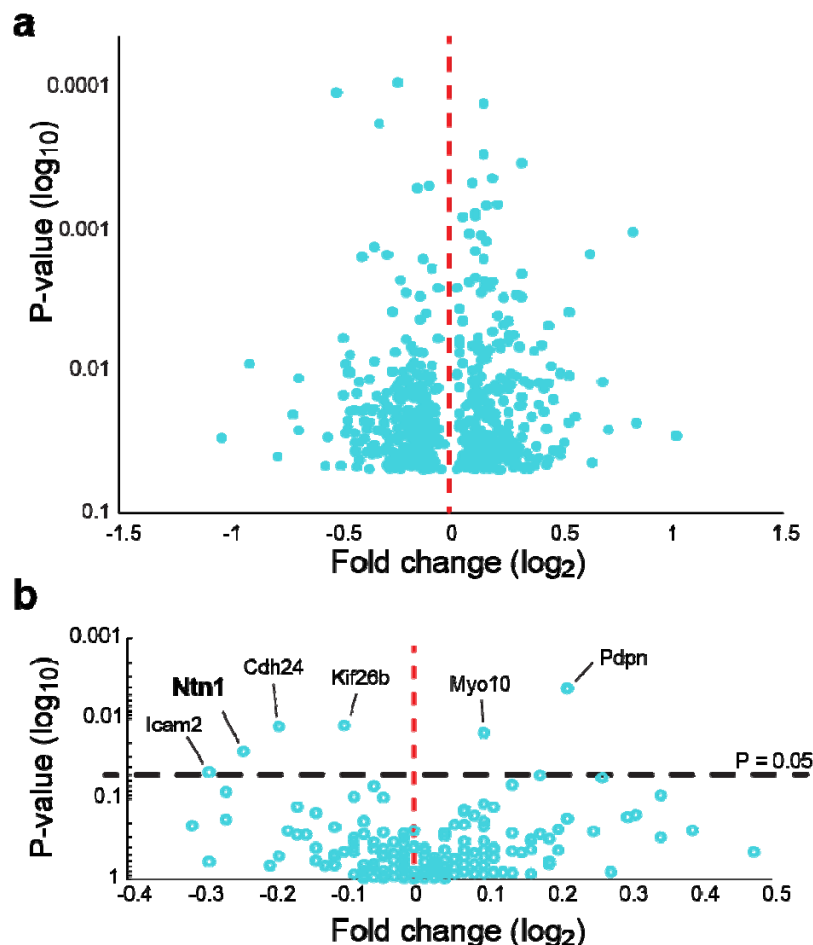 a
P-value (log10)
0.0001
0.001
0.01
0.1
-1.5
-1
-0.5
0
0.5
1
1.5
Fold change (log2)
b
P-value (log10)
0.001
0.01
0.1
1
Cdh24
Kif26b
Pdpn
Ntn1
Myo10
Icam2
P = 0.05
-0.4
-0.3
-0.2
-0.1
0
0.1
0.2
0.3
0.4
0.5
Fold change (log2)